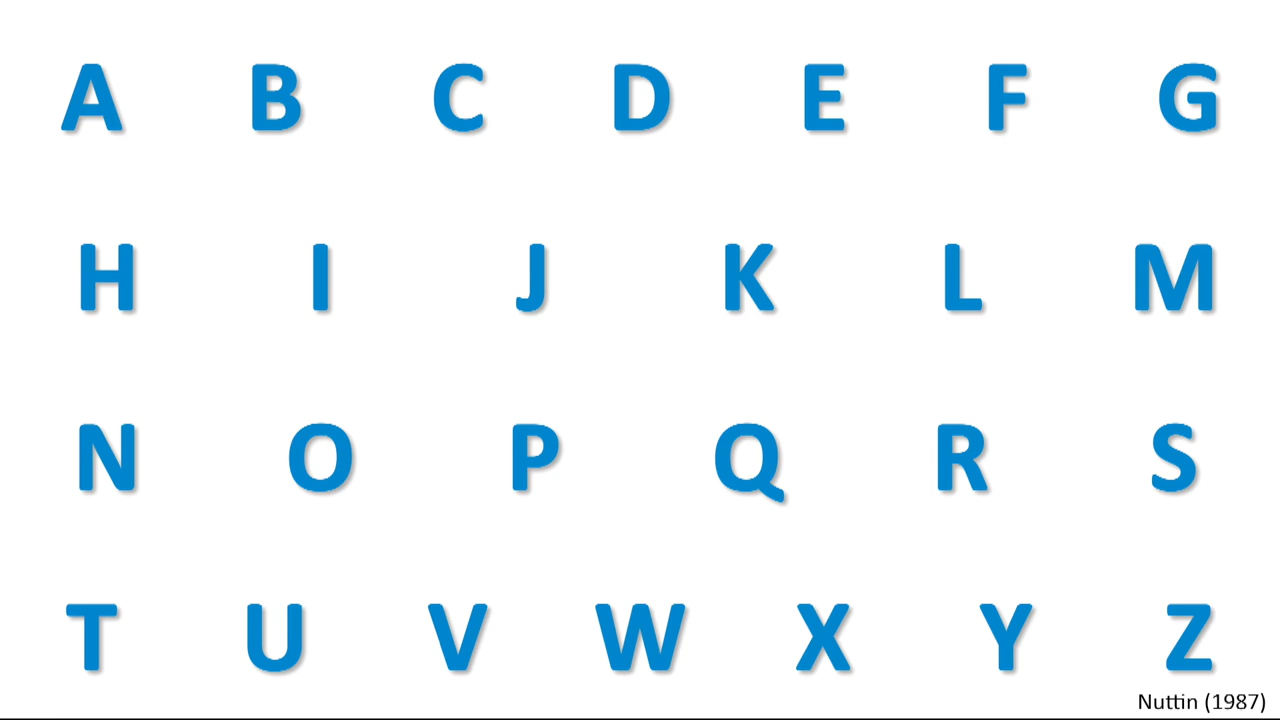 A B C D E F G
H I J K L M
N O P Q R S
T U V W X Y Z
Nuttin (1987)